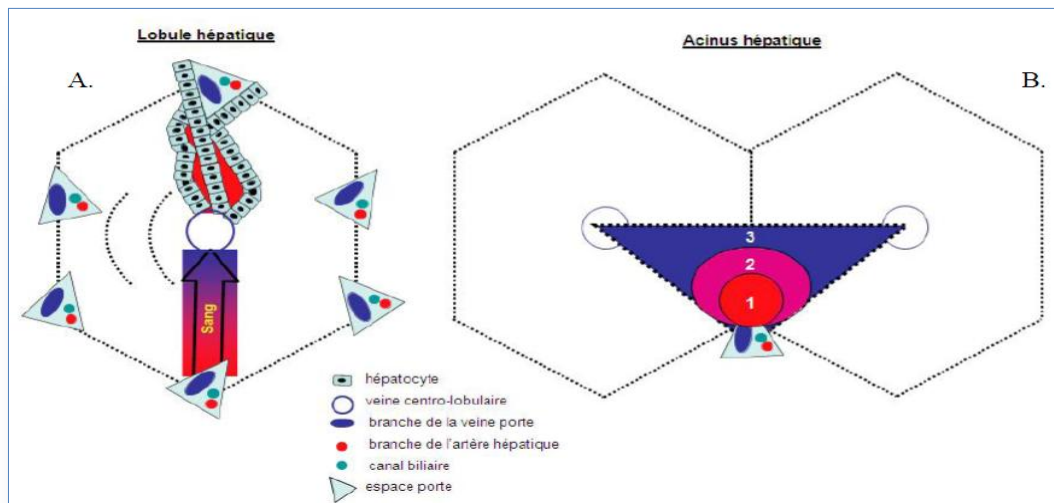 Lobule hépatique
Acinus hépatique
A.
B.
Sang
3
2
1
hépatocyte
veine centro-lobulaire
branche de la veine porte
branche de l'artère hépatique
canal biliaire
espace porte